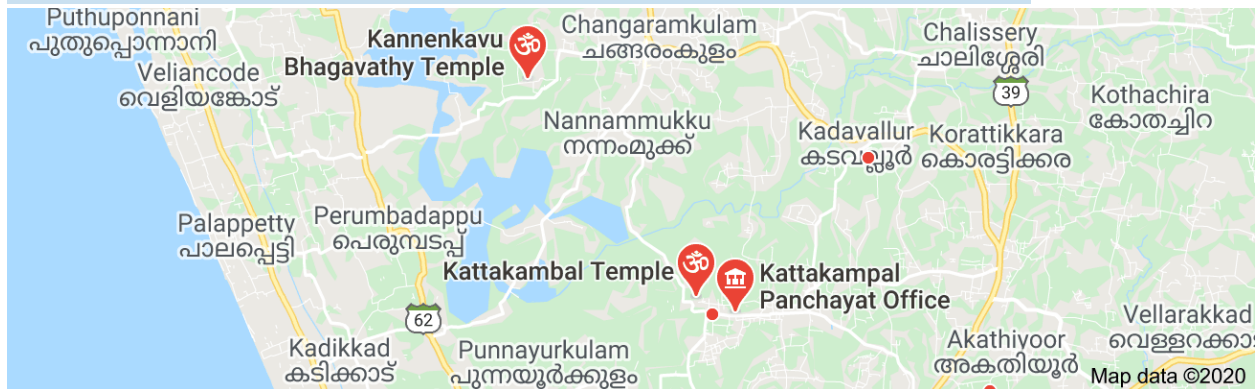 Puthuponnani
പുതുപ്പൊന്നാനി
Kannenkavu
Bhagavathy Temple
Changaramkulam
ചങ്ങരംകുളം
Chalissery
ചാലിശ്ശേരി
Veliancode
വെളിയങ്കോട്
39
Kothachira
കോതച്ചിറ
Nannammukku
നന്നംമുക്ക്
Kadavallur
കടവല്ലൂർ
Korattikkara
കൊരട്ടിക്കര
Palappetty
പാലപ്പെട്ടി
Perumbadappu
പെരുമ്പടപ്പ്
Kattakambal Temple
Kattakampal
Panchayat Office
62
Vellarakkad
Kadikkad
കടിക്കാട്
Punnayurkulam
പുന്നയൂർക്കുളം
Akathiyoor
അകതിയൂർ
Map data ©2020